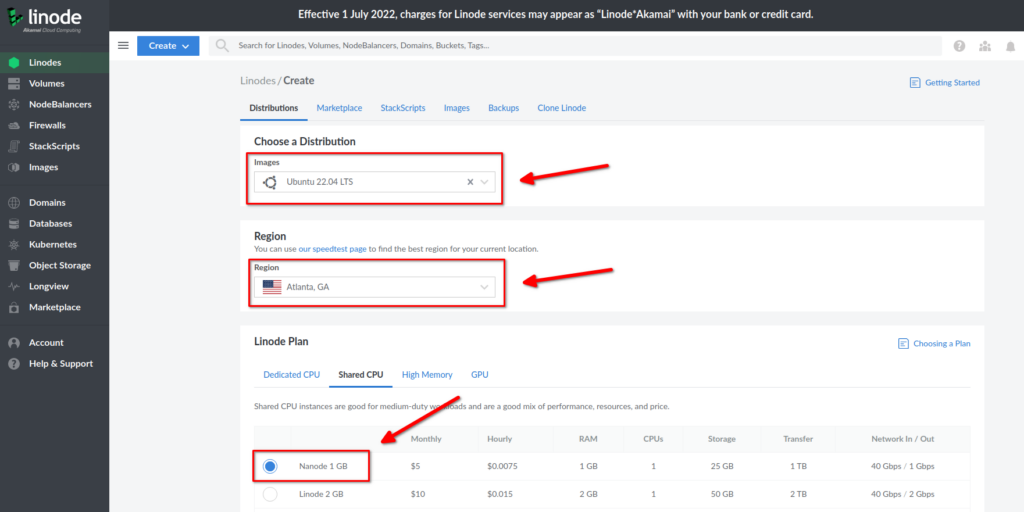 linode
Akamai Cloud Computing
Effective 1 July 2022, charges for Linode services may appear as “Linode*Akamai” with your bank or credit card.
Create
Search for Linodes, Volumes, NodeBalancers, Domains, Buckets, Tags...
Linodes
Volumes
NodeBalancers
Firewalls
StackScripts
Images
Domains
Databases
Kubernetes
Object Storage
Longview
Marketplace
Account
Help & Support
Linodes / Create
Getting Started
Distributions Marketplace StackScripts Images Backups Clone Linode
Choose a Distribution
Images
Ubuntu 22.04 LTS
Region
You can use our speedtest page to find the best region for your current location.
Region
Atlanta, GA
Linode Plan
Choosing a Plan
Dedicated CPU Shared CPU High Memory GPU
Shared CPU instances are good for medium-duty workloads and are a good mix of performance, resources, and price.
Monthly Hourly RAM CPUs Storage Transfer Network In / Out
Nanode 1 GB $5 $0.0075 1 GB 1 25 GB 1 TB 40 Gbps / 1 Gbps
Linode 2 GB $10 $0.015 2 GB 1 50 GB 2 TB 40 Gbps / 2 Gbps